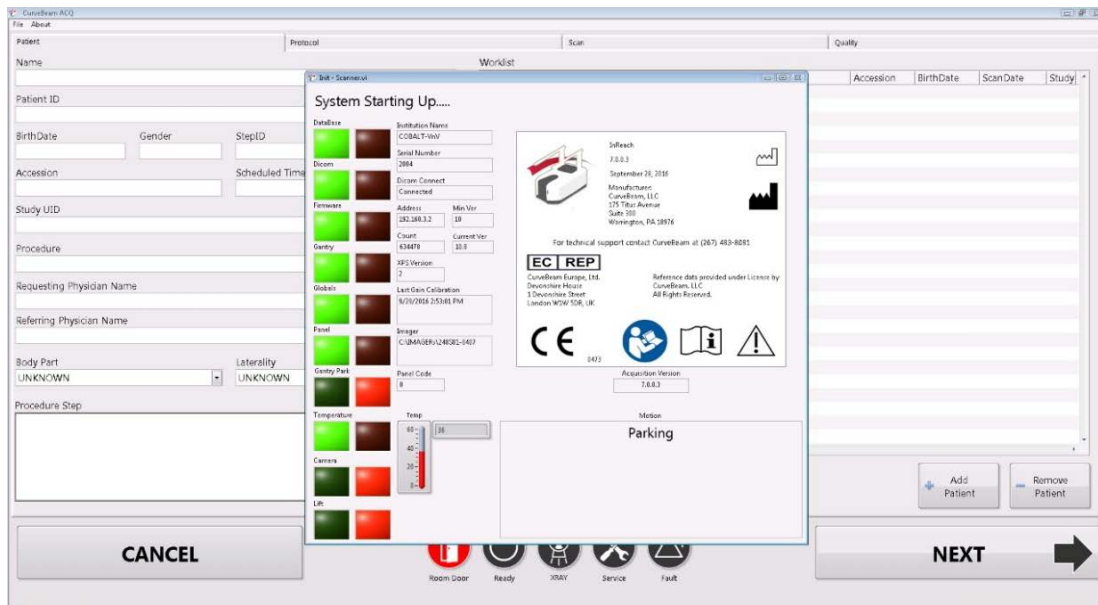 CurveBeam ACQ
File About
Patient Protocol Scan Quality
Name
Worklist
Accession BirthDate ScanDate Study
Patient ID
BirthDate Gender StepID
Accession Scheduled Time
Study UID
Procedure
Requesting Physician Name
Referring Physician Name
Body Part Laterality
UNKNOWN UNKNOWN
Procedure Step
Init - Scanner.vi
System Starting Up.....
DataBase
Dicom
Firmware
Gantry
Globals
Panel
Gantry Park
Temperature
Camera
Lift
Institution Name
COBALT-VnV
Serial Number
2004
Dicom Connect
Connected
Address Min Ver
192.168.3.2 10
Count Current Ver
634478 10.0
XPS Version
2
Last Gain Calibration
9/29/2016 2:53:01 PM
Imager
Panel Code
0
Temp
60
40
20
0
36
InReach
7.0.0.3
September 28, 2016
Manufacturer:
CurveBeam, LLC
175 Titus Avenue
Suite 300
Warrington, PA 18976
For technical support contact CurveBeam at (267) 483-8081
EC REP
CurveBeam Europe, Ltd.
Devonshire House
1 Devonshire Street
London W1W 5DR, UK
Reference data provided under License by
CurveBeam, LLC
All Rights Reserved.
CE
0473
Acquisition Version
7.0.0.3
Motion
Parking
Add
Patient
Remove
Patient
CANCEL
NEXT
Room Door Ready XRAY Service Fault